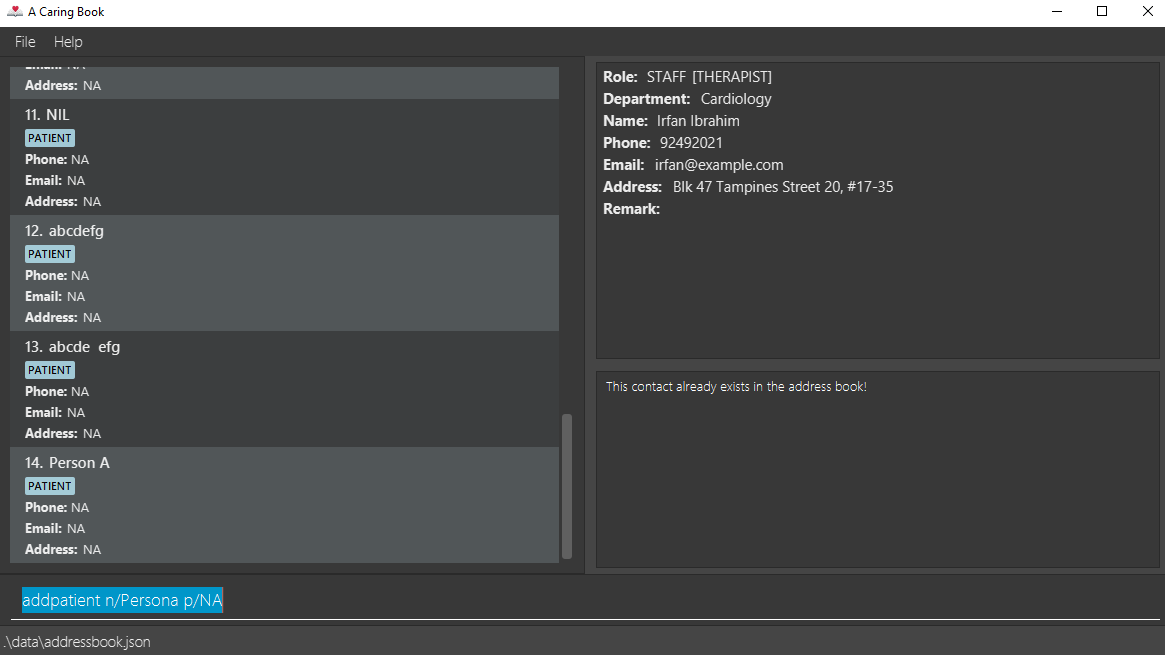 A Caring Book
File Help
Email: NA
Address: NA
11. NIL
PATIENT
Phone: NA
Email: NA
Address: NA
12. abcdefg
PATIENT
Phone: NA
Email: NA
Address: NA
13. abcde  efg
PATIENT
Phone: NA
Email: NA
Address: NA
14. Person A
PATIENT
Phone: NA
Email: NA
Address: NA
Role: STAFF [THERAPIST]
Department: Cardiology
Name: Irfan Ibrahim
Phone: 92492021
Email: irfan@example.com
Address: Blk 47 Tampines Street 20, #17-35
Remark:
This contact already exists in the address book!
addpatient n/Persona p/NA
.\data\addressbook.json